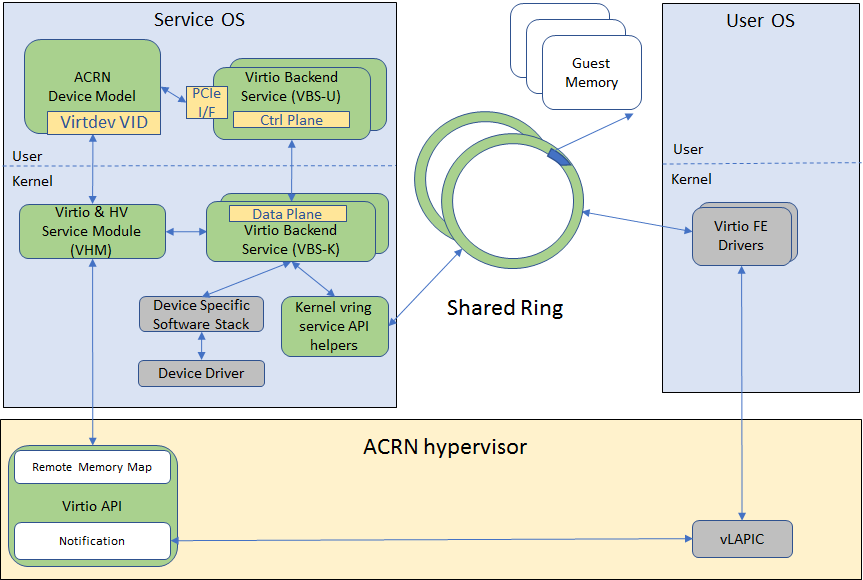 Service OS
User OS
ACRN
Device Model
Virtdev VID
PCIe
I/F
Virtio Backend
Service (VBS-U)
Ctrl Plane
Guest
Memory
User
Kernel
User
Kernel
Virtio & HV
Service Module
(VHM)
Data Plane
Virtio Backend
Service (VBS-K)
Virtio FE
Drivers
Device Specific
Software Stack
Kernel vring
service API
helpers
Shared Ring
Device Driver
ACRN hypervisor
Remote Memory Map
Virtio API
Notification
vLAPIC